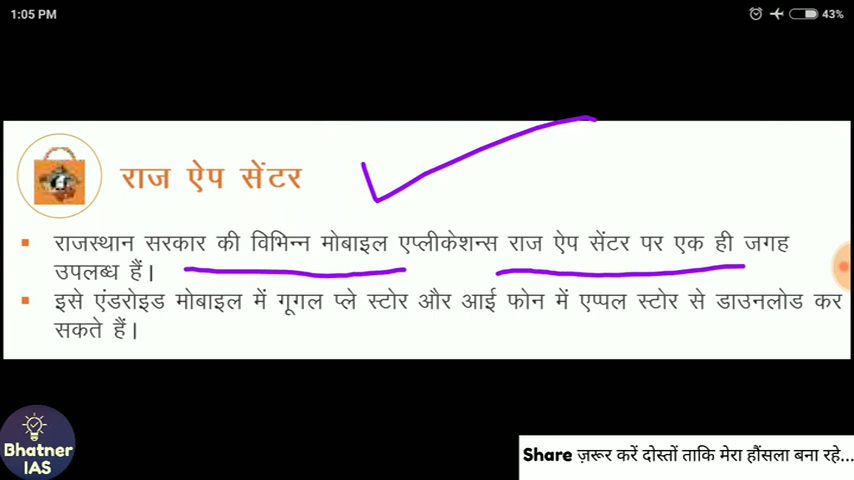 1:05 PM
43%
राज ऐप सेंटर
राजस्थान सरकार की विभिन्न मोबाइल एप्लीकेशन्स राज ऐप सेंटर पर एक ही जगह
उपलब्ध हैं।
इसे एंडरोइड मोबाइल में गूगल प्ले स्टोर और आई फोन में एप्पल स्टोर से डाउनलोड कर
सकते हैं।
Bhatner
IAS
Share ज़रूर करें दोस्तों ताकि मेरा हौंसला बना रहे...